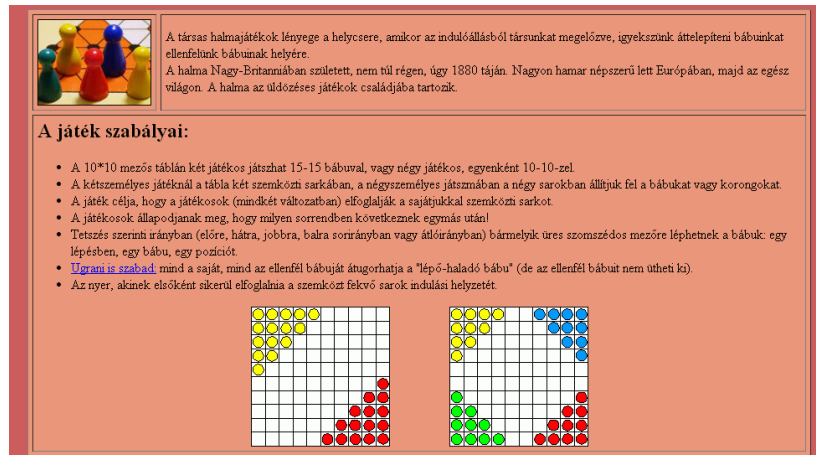 A társas halmajátékok lényege a helycsere, amikor az indulóállásból társunkat megelőzve, igyekszünk áttelepíteni bábuinkat
ellenfelünk bábuinak helyére.
A halma Nagy-Britanniában született, nem túl régen, úgy 1880 táján. Nagyon hamar népszerű lett Európában, majd az egész
világon. A halma az üldözéses játékok családjába tartozik.
A játék szabályai:
• A 10*10 mezős táblán két játékos játszhat 15-15 bábuval, vagy négy játékos, egyenként 10-10-zel.
• A kétszemélyes játéknál a tábla két szemközti sarkában, a négyszemélyes játszmában a négy sarokban állítjuk fel a bábukat vagy korongokat.
• A játék célja, hogy a játékosok (mindkét változatban) elfoglalják a sajátjukkal szemközti sarkot.
• A játékosok állapodjanak meg, hogy milyen sorrendben következnek egymás után!
• Tetszés szerinti irányban (előre, hátra, jobbra, balra sorirányban vagy átlóirányban) bármelyik üres szomszédos mezőre léphetnek a bábuk: egy
lépésben, egy bábu, egy pozíciót.
• Ugrani is szabad: mind a saját, mind az ellenfél bábuját átugorhatja a "lépő-haladó bábu" (de az ellenfél bábuit nem ütheti ki).
• Az nyer, akinek elsőként sikerül elfoglalnia a szemközt fekvő sarok indulási helyzetét.